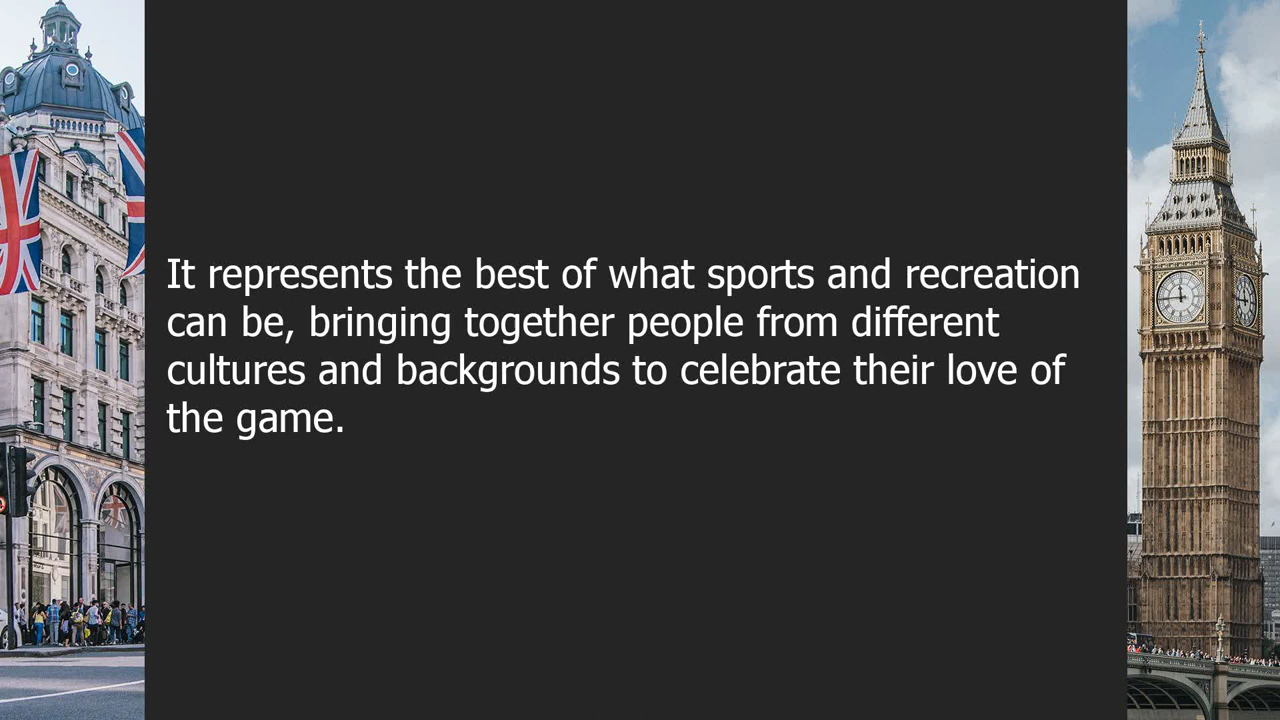 It represents the best of what sports and recreation
can be, bringing together people from different
cultures and backgrounds to celebrate their love of
the game.